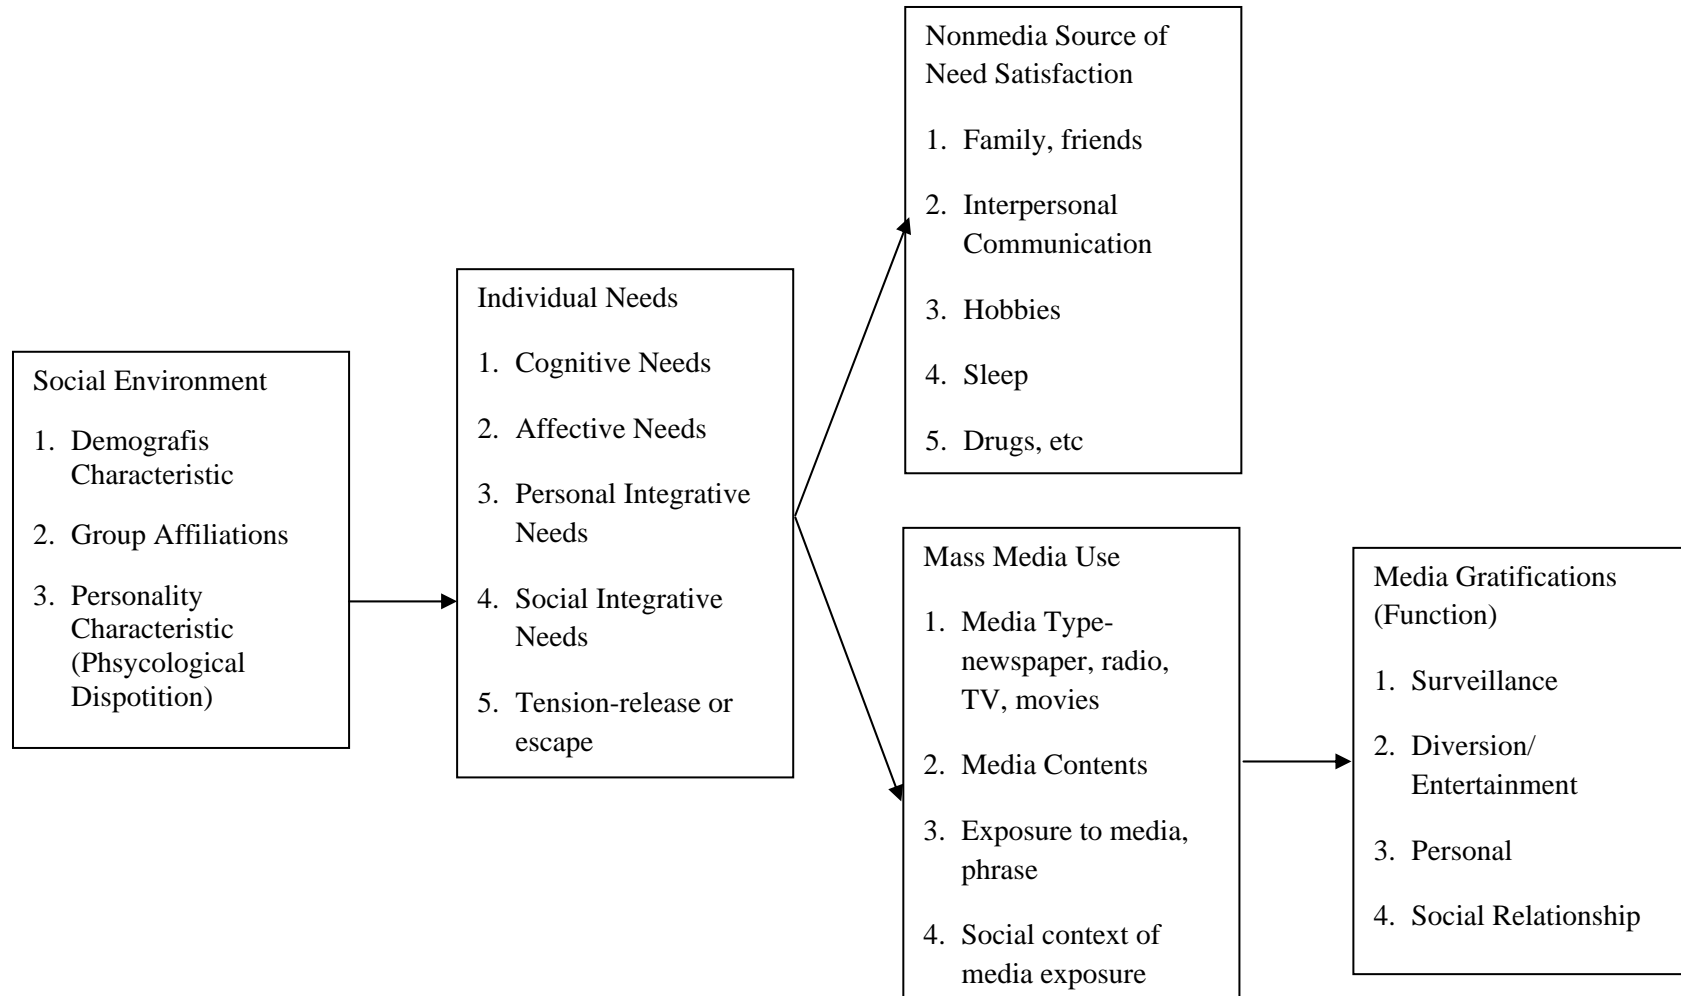 Social Environment
1. Demografis
Characteristic
2. Group Affiliations
3. Personality
Characteristic
(Phsycological
Dispotition)
Individual Needs
1. Cognitive Needs
2. Affective Needs
3. Personal Integrative
Needs
4. Social Integrative
Needs
5. Tension-release or
escape
Nonmedia Source of
Need Satisfaction
1. Family, friends
2. Interpersonal
Communication
3. Hobbies
4. Sleep
5. Drugs, etc
Mass Media Use
1. Media Type-
newspaper, radio,
TV, movies
2. Media Contents
3. Exposure to media,
phrase
4. Social context of
media exposure
Media Gratifications
(Function)
1. Surveillance
2. Diversion/
Entertainment
3. Personal
4. Social Relationship